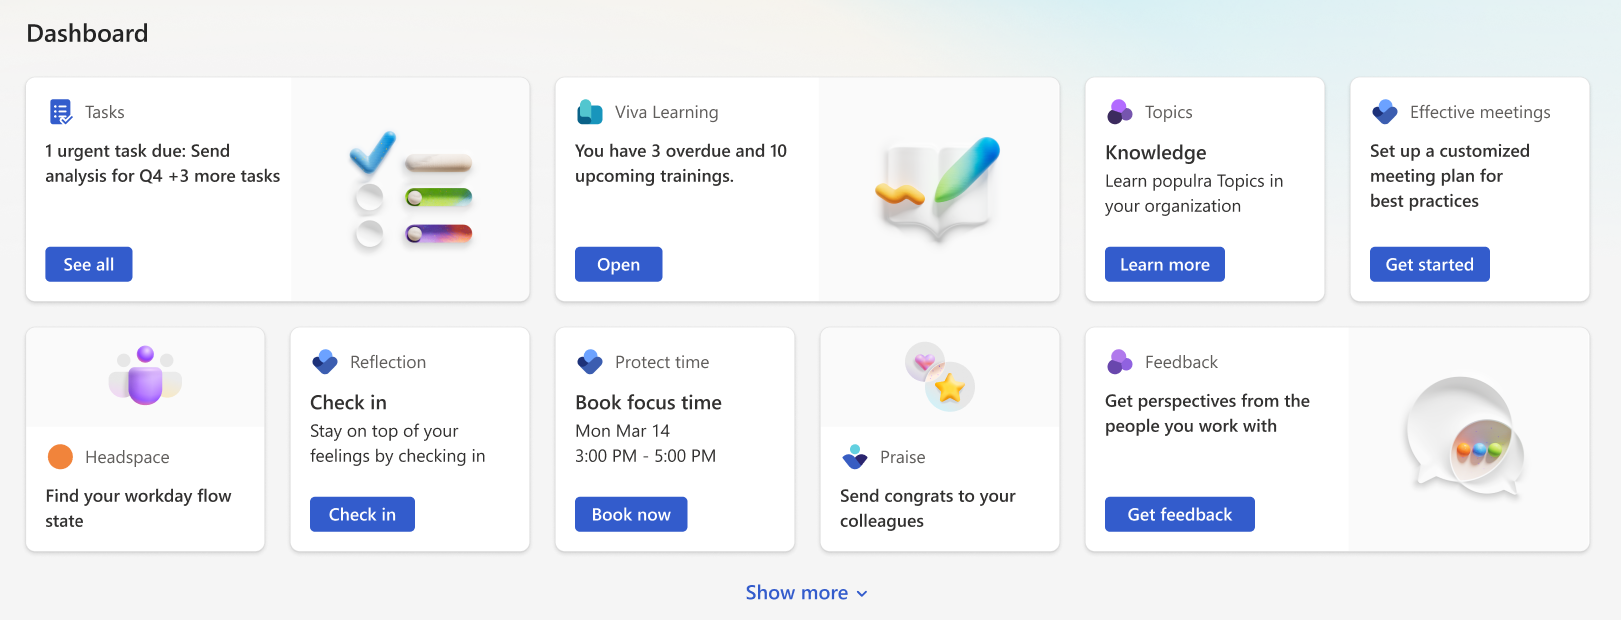 Dashboard
Tasks
1 urgent task due: Send
analysis for Q4 +3 more tasks
See all
Viva Learning
You have 3 overdue and 10
upcoming trainings.
Open
Topics
Knowledge
Learn populra Topics in
your organization
Learn more
Effective meetings
Set up a customized
meeting plan for
best practices
Get started
Headspace
Find your workday flow
state
Reflection
Check in
Stay on top of your
feelings by checking in
Check in
Protect time
Book focus time
Mon Mar 14
3:00 PM - 5:00 PM
Book now
Praise
Send congrats to your
colleagues
Feedback
Get perspectives from the
people you work with
Get feedback
Show more